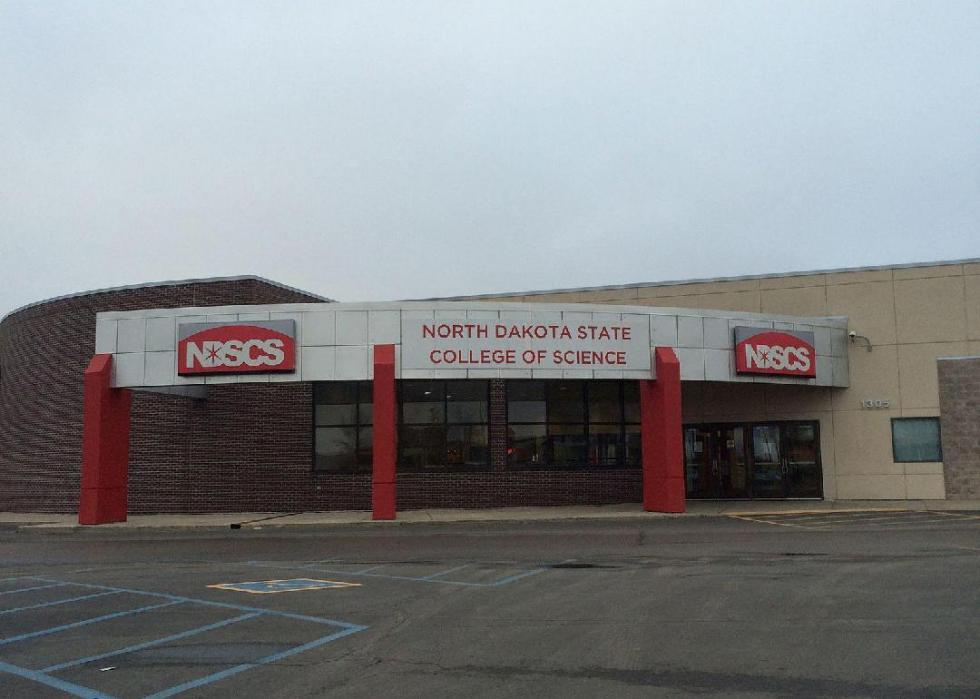 NDSCS
NORTH DAKOTA STATE
COLLEGE OF SCIENCE
NDSCS
1305